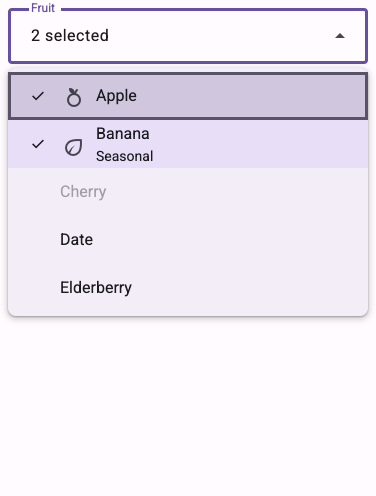 Fruit
2 selected
Apple
Banana
Seasonal
Cherry
Date
Elderberry